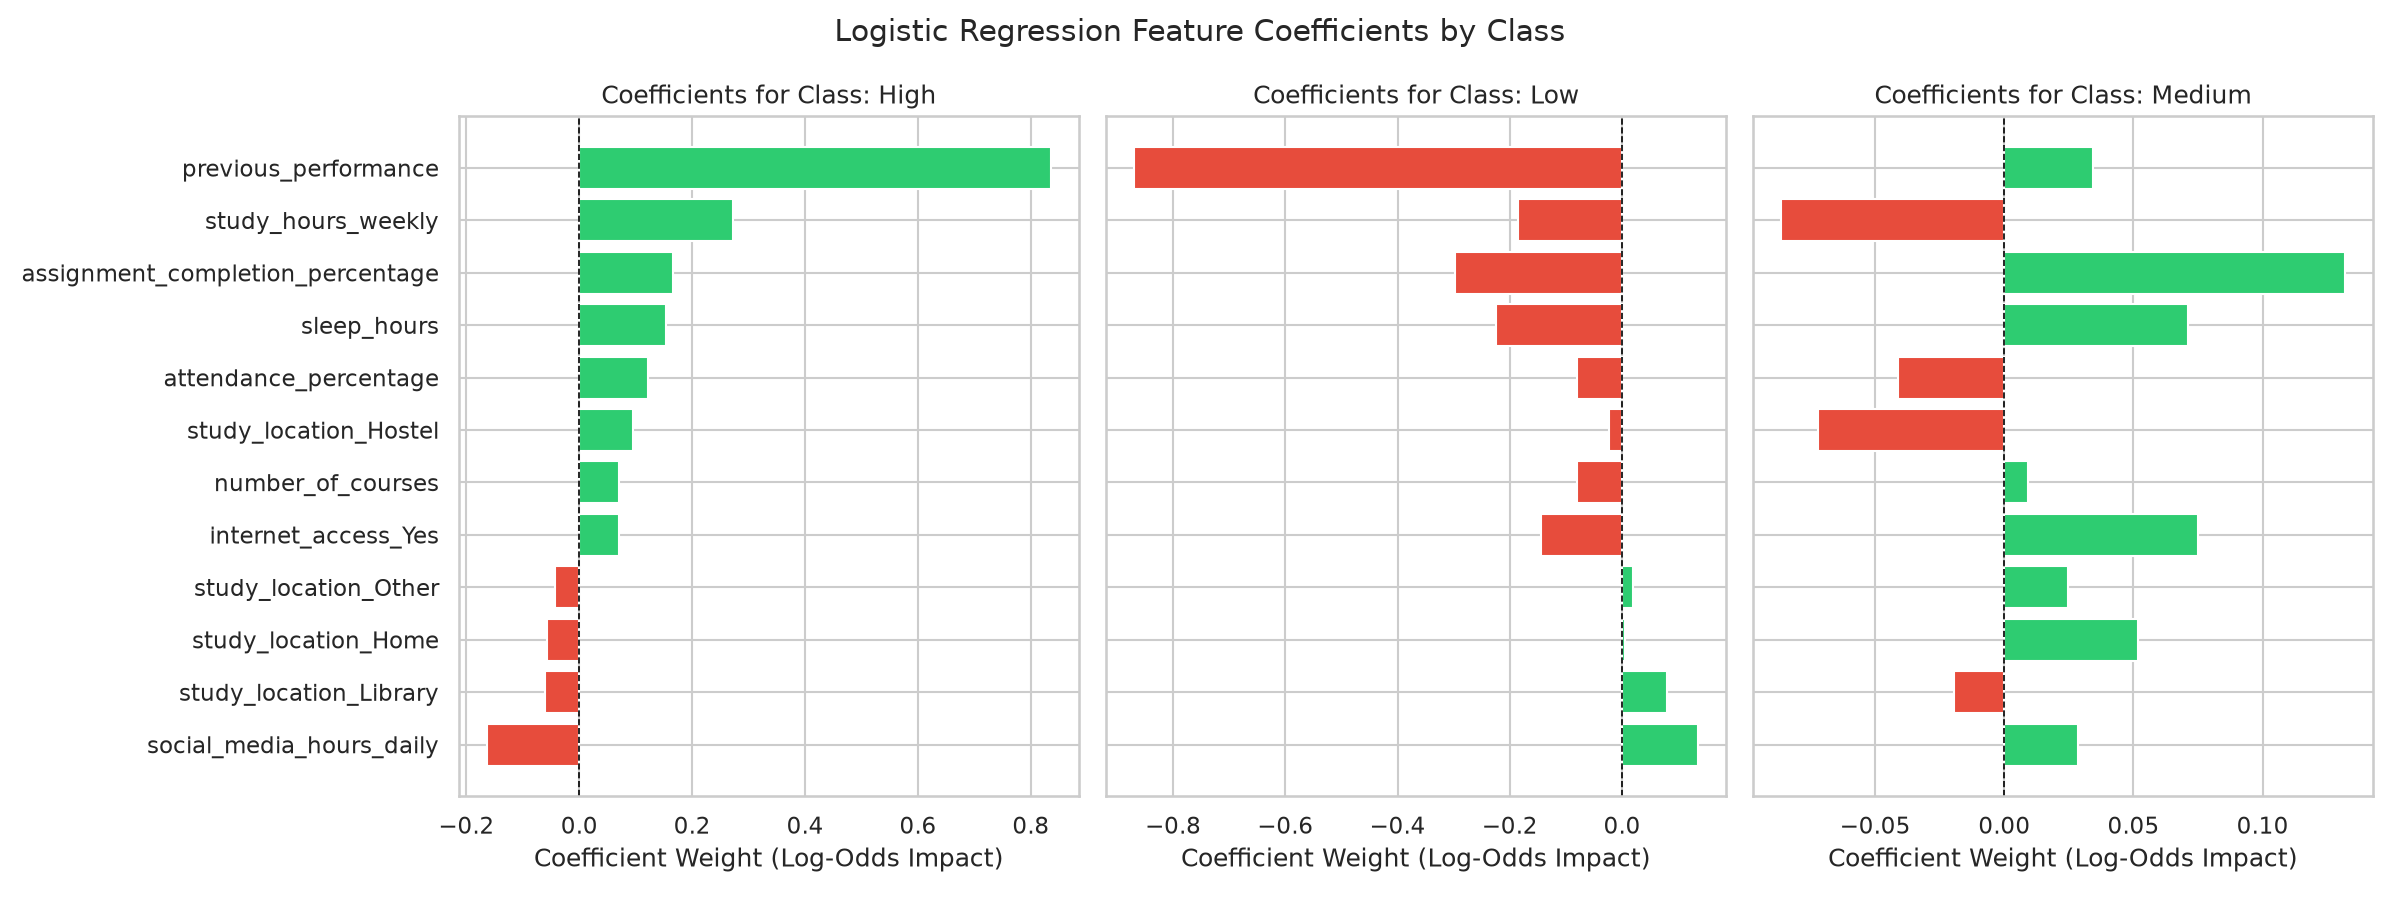 Logistic Regression Feature Coefficients by Class
Coefficients for Class: High
Coefficients for Class: Low
Coefficients for Class: Medium
previous_performance
study_hours_weekly
assignment_completion_percentage
sleep_hours
attendance_percentage
study_location_Hostel
number_of_courses
internet_access_Yes
study_location_Other
study_location_Home
study_location_Library
social_media_hours_daily
−0.2 0.0 0.2 0.4 0.6 0.8
−0.8 −0.6 −0.4 −0.2 0.0
−0.05 0.00 0.05 0.10
Coefficient Weight (Log-Odds Impact)
Coefficient Weight (Log-Odds Impact)
Coefficient Weight (Log-Odds Impact)